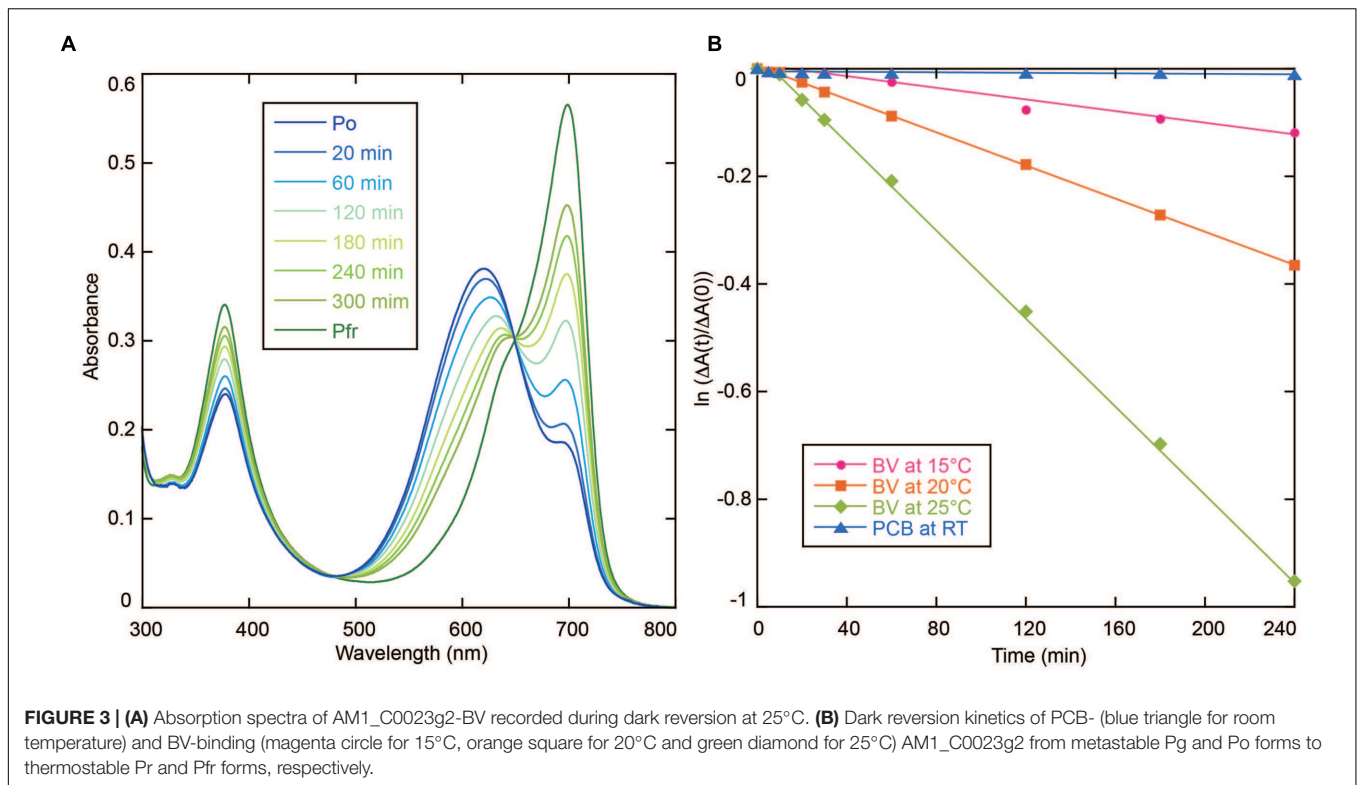 A
0.6
0.5
0.4
0.3
0.2
0.1
0
Absorbance
Po
20 min
60 min
120 min
180 min
240 min
300 mim
Pfr
300 400 500 600 700 800
Wavelength (nm)
B
0
-0.2
-0.4
-0.6
-0.8
-1
ln (ΔA(t)/ΔA(0))
BV at 15°C
BV at 20°C
BV at 25°C
PCB at RT
0 40 80 120 160 200 240
Time (min)
FIGURE 3 | (A) Absorption spectra of AM1_C0023g2-BV recorded during dark reversion at 25°C. (B) Dark reversion kinetics of PCB- (blue triangle for room
temperature) and BV-binding (magenta circle for 15°C, orange square for 20°C and green diamond for 25°C) AM1_C0023g2 from metastable Pg and Po forms to
thermostable Pr and Pfr forms, respectively.